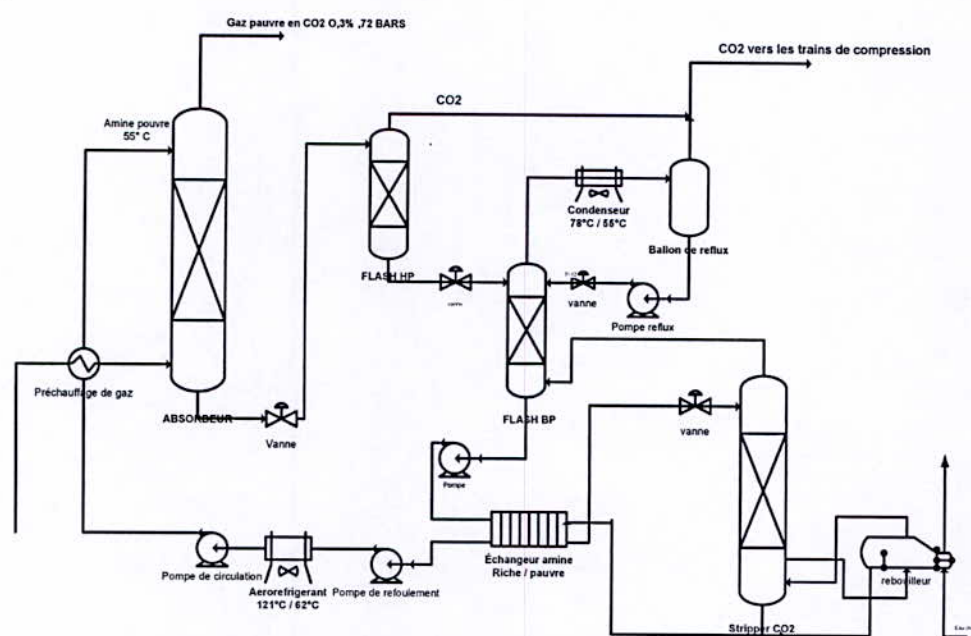 Gaz pauvre en CO2 0,3% ,72 BARS
CO2 vers les trains de compression
CO2
Amine pouvre
55° C
Condenseur
78°C / 55°C
Ballon de reflux
FLASH HP
vanne
vanne
Pompe reflux
Préchauffage de gaz
ABSORBEUR
Vanne
FLASH BP
vanne
Pompe
Échangeur amine
Riche / pauvre
Pompe de circulation
Aerorefrigerant
121°C / 62°C
Pompe de refoulement
rebouilleur
Stripper CO2